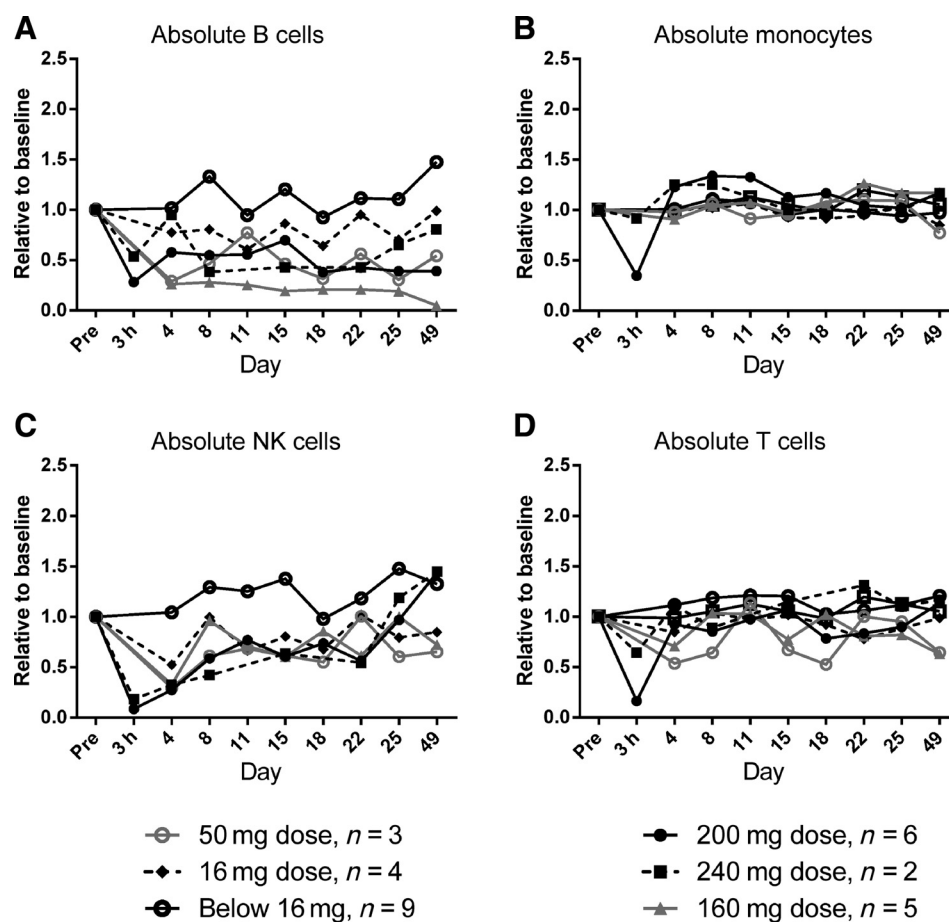 A
Absolute B cells
Relative to baseline
2.5
2.0
1.5
1.0
0.5
0.0
Pre
3 h
4
8
11
15
18
22
25
49
Day
B
Absolute monocytes
Relative to baseline
2.5
2.0
1.5
1.0
0.5
0.0
Pre
3 h
4
8
11
15
18
22
25
49
Day
C
Absolute NK cells
Relative to baseline
2.5
2.0
1.5
1.0
0.5
0.0
Pre
3 h
4
8
11
15
18
22
25
49
Day
D
Absolute T cells
Relative to baseline
2.5
2.0
1.5
1.0
0.5
0.0
Pre
3 h
4
8
11
15
18
22
25
49
Day
50 mg dose, n = 3
16 mg dose, n = 4
Below 16 mg, n = 9
200 mg dose, n = 6
240 mg dose, n = 2
160 mg dose, n = 5